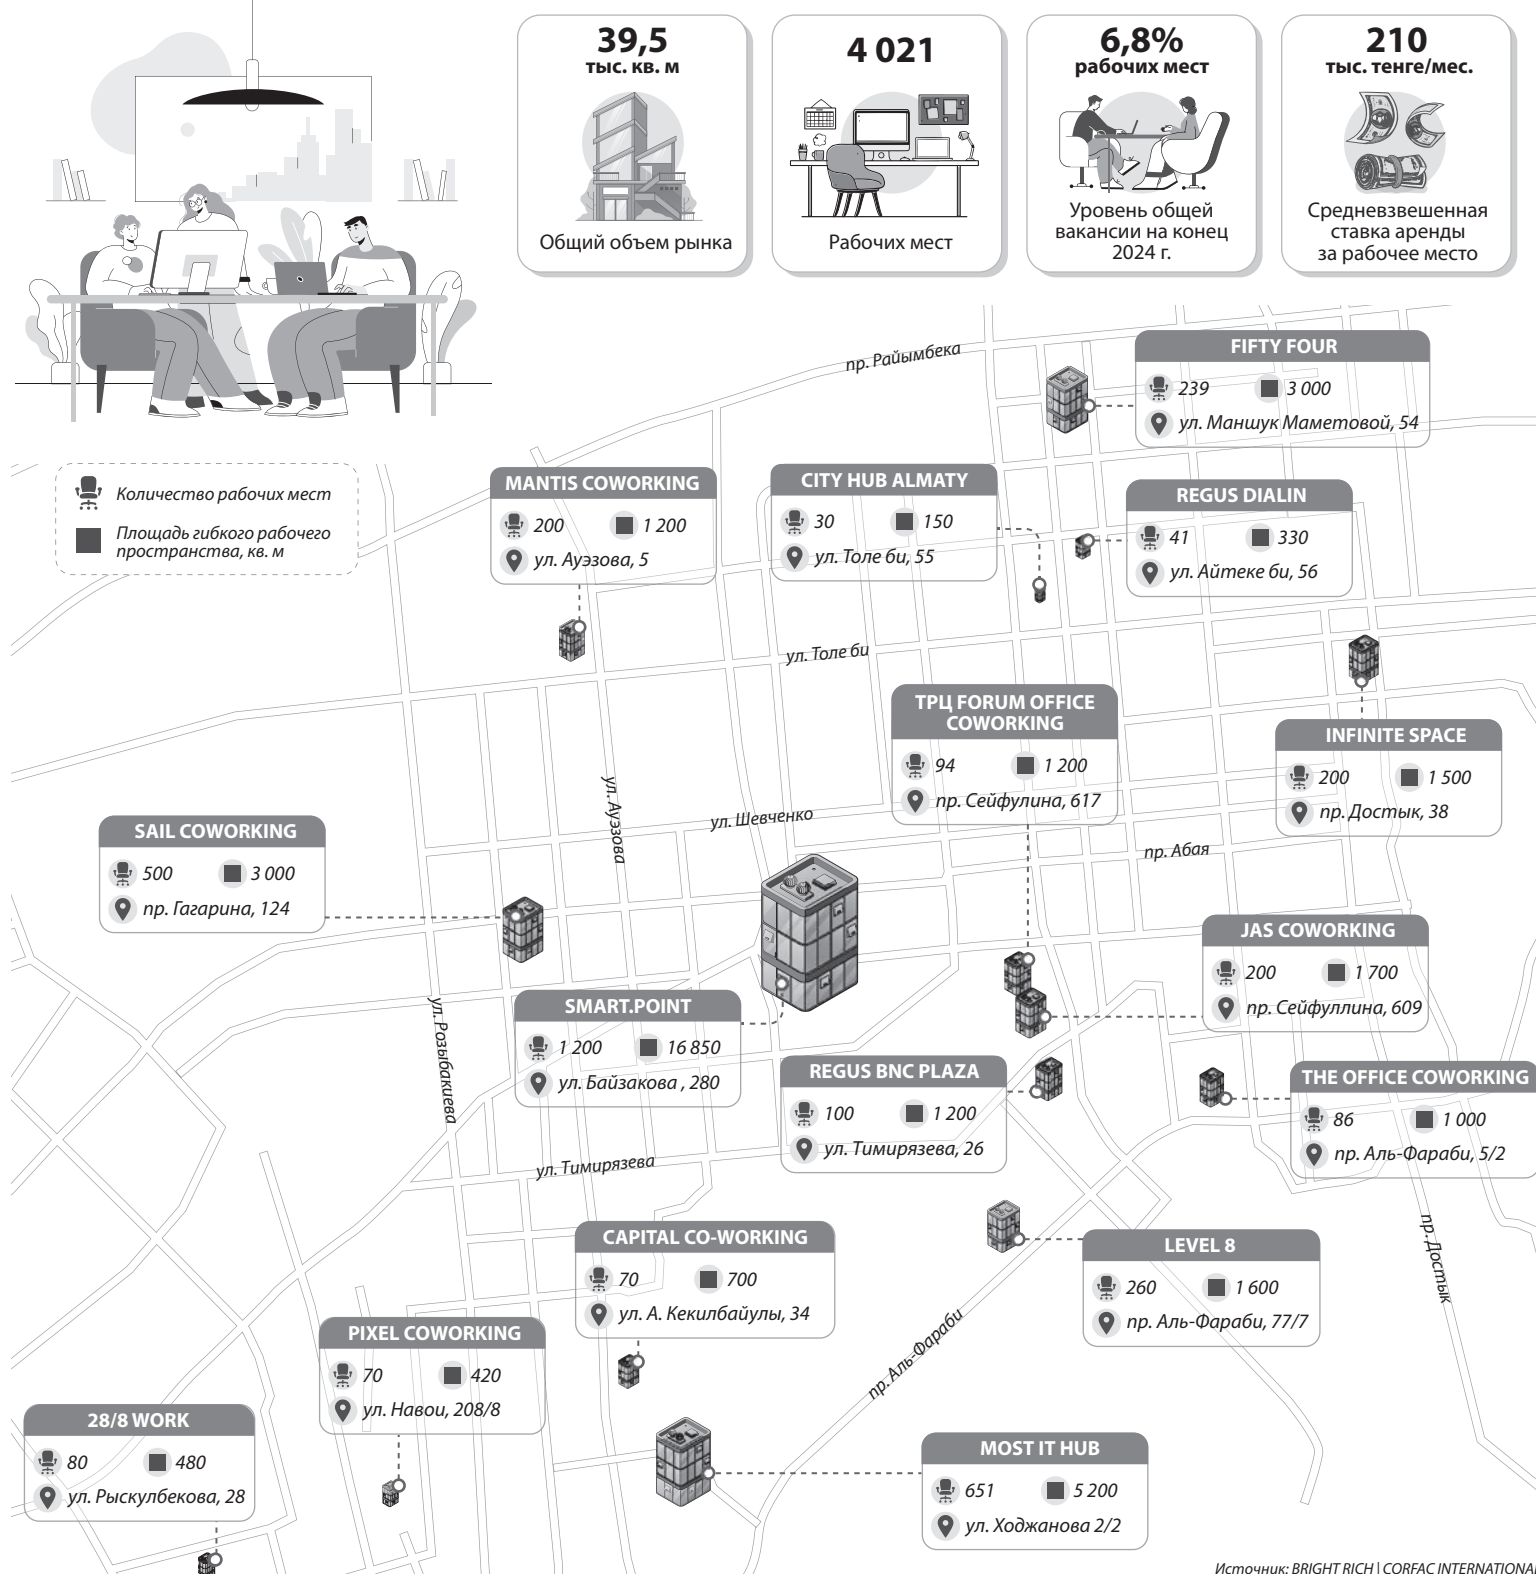 39,5
тыс. кв. м
Общий объем рынка
4 021
Рабочих мест
6,8%
рабочих мест
Уровень общей
вакансии на конец
2024 г.
210
тыс. тенге/мес.
Средневзвешенная
ставка аренды
за рабочее место
Количество рабочих мест
Площадь гибкого рабочего
пространства, кв. м
пр. Райымбека
FIFTY FOUR
239 3 000
ул. Маншук Маметовой, 54
MANTIS COWORKING
200 1 200
ул. Ауэзова, 5
CITY HUB ALMATY
30 150
ул. Толе би, 55
REGUS DIALIN
41 330
ул. Айтеке би, 56
ул. Толе би
ТРЦ FORUM OFFICE
COWORKING
94 1 200
пр. Сейфулина, 617
INFINITE SPACE
200 1 500
пр. Достык, 38
ул. Ауэзова
ул. Шевченко
пр. Абая
SAIL COWORKING
500 3 000
пр. Гагарина, 124
JAS COWORKING
200 1 700
пр. Сейфуллина, 609
SMART.POINT
1 200 16 850
ул. Байзакова , 280
ул. Розыбакиева
REGUS BNC PLAZA
100 1 200
ул. Тимирязева, 26
THE OFFICE COWORKING
86 1 000
пр. Аль-Фараби, 5/2
ул. Тимирязева
CAPITAL CO-WORKING
70 700
ул. А. Кекилбайулы, 34
LEVEL 8
260 1 600
пр. Аль-Фараби, 77/7
пр. Достык
пр. Аль-Фараби
PIXEL COWORKING
70 420
ул. Навои, 208/8
28/8 WORK
80 480
ул. Рыскулбекова, 28
MOST IT HUB
651 5 200
ул. Ходжанова 2/2
Источник: BRIGHT RICH | CORFAC INTERNATIONAL